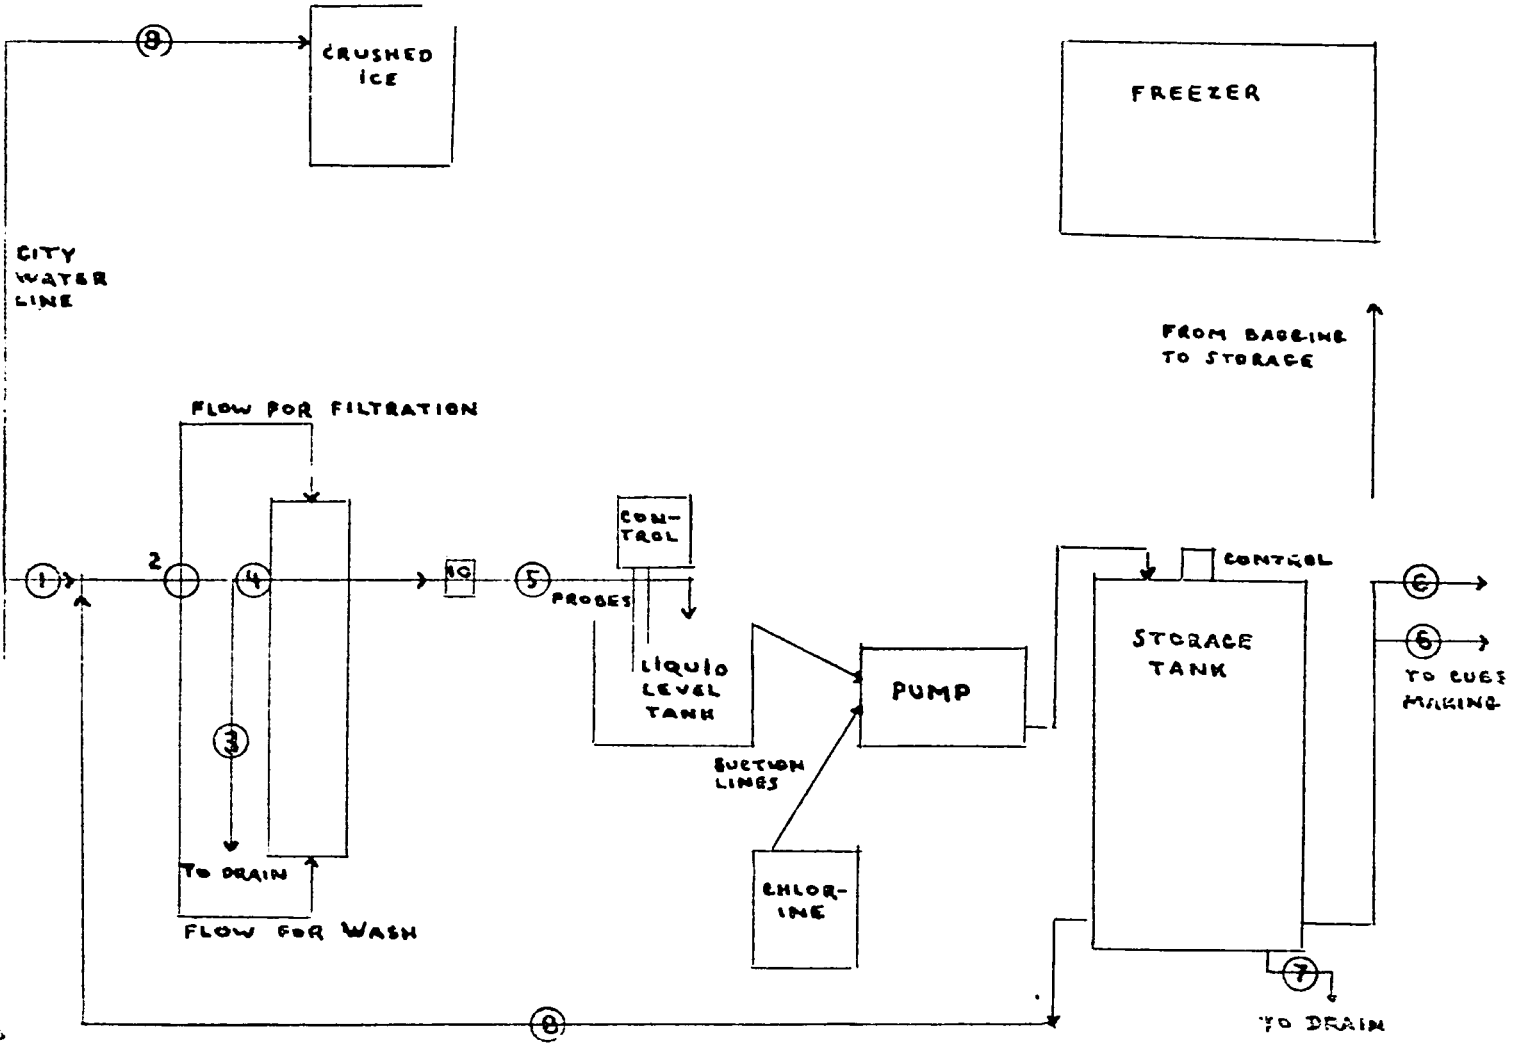 9
CRUSHED
ICE
FREEZER
CITY
WATER
LINE
FROM BAGGING
TO STORAGE
FLOW FOR FILTRATION
CON-
TROL
1
2
4
10
5
PROBES
CONTROL
6
6
TO CUBE
MAKING
STORAGE
TANK
LIQUID
LEVEL
TANK
PUMP
3
SUCTION
LINES
TO DRAIN
CHLOR-
INE
FLOW FOR WASH
7
8
TO DRAIN